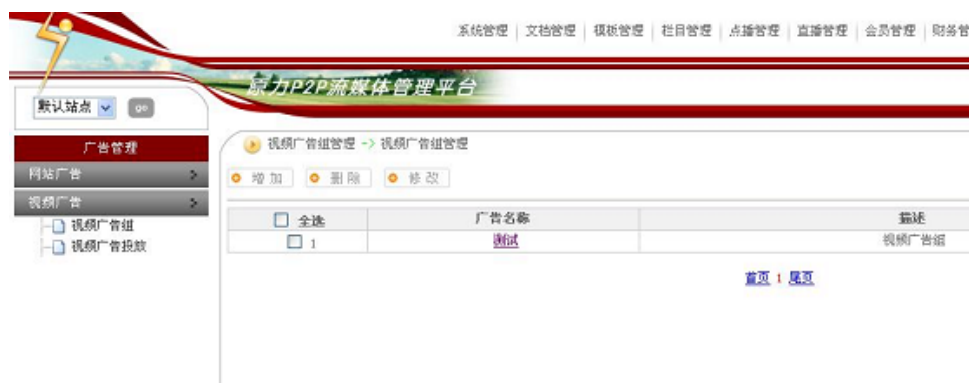 系统管理 | 文档管理 | 模板管理 | 栏目管理 | 点播管理 | 直播管理 | 会员管理 | 财务管
原力P2P流媒体管理平台
默认站点 go
广告管理
网站广告
视频广告
视频广告组
视频广告投放
视频广告组管理 -> 视频广告组管理
增加 删除 修改
全选 广告名称 描述
1 测试 视频广告组
首页 1 尾页